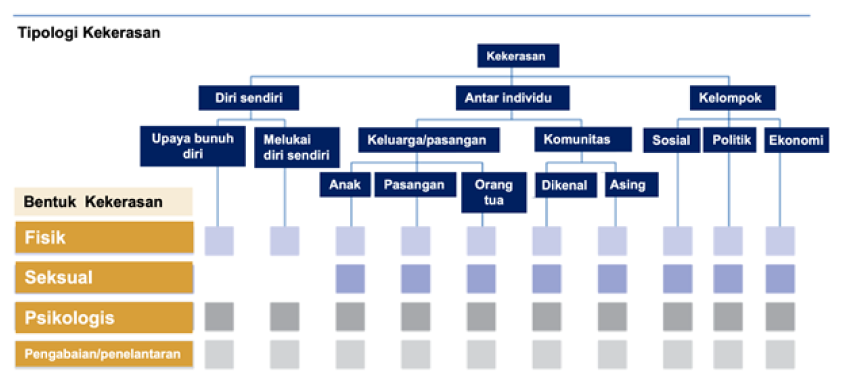 Tipologi Kekerasan
Kekerasan
Diri sendiri
Antar individu
Kelompok
Upaya bunuh
diri
Melukai
diri sendiri
Keluarga/pasangan
Komunitas
Sosial
Politik
Ekonomi
Anak
Pasangan
Orang
tua
Dikenal
Asing
Bentuk Kekerasan
Fisik
Seksual
Psikologis
Pengabaian/penelantaran